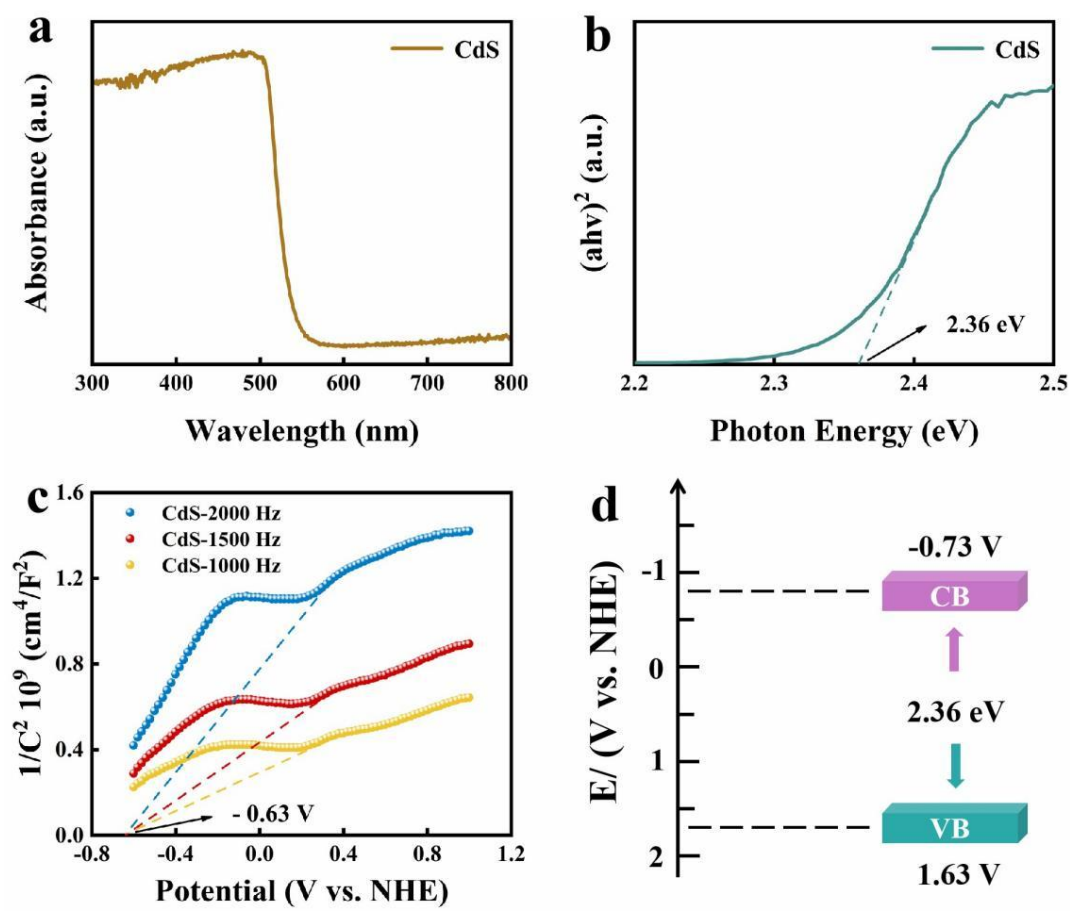 a
CdS
Absorbance (a.u.)
300 400 500 600 700 800
Wavelength (nm)
b
CdS
(ahv)² (a.u.)
2.36 eV
2.2 2.3 2.4 2.5
Photon Energy (eV)
c
1.6
1.2
0.8
0.4
0.0
CdS-2000 Hz
CdS-1500 Hz
CdS-1000 Hz
1/C² 10⁹ (cm⁴/F²)
- 0.63 V
-0.8 -0.4 0.0 0.4 0.8 1.2
Potential (V vs. NHE)
d
E/ (V vs. NHE)
-1
0
1
2
-0.73 V
CB
2.36 eV
VB
1.63 V